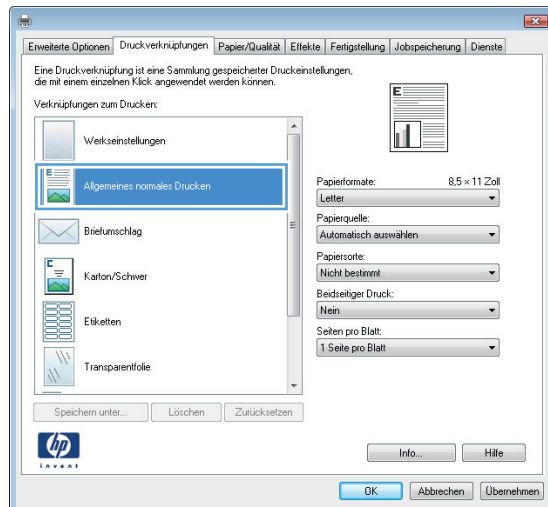 Erweiterte Optionen Druckverknüpfungen Papier/Qualität Effekte Fertigstellung Jobspeicherung Dienste
Eine Druckverknüpfung ist eine Sammlung gespeicherter Druckeinstellungen,
die mit einem einzelnen Klick angewendet werden können.
Verknüpfungen zum Drucken:
Werkseinstellungen
Allgemeines normales Drucken
Briefumschlag
Karton/Schwer
Etiketten
Transparentfolie
E
Papierformate: 8,5 × 11 Zoll
Letter
Papierquelle:
Automatisch auswählen
Papiersorte:
Nicht bestimmt
Beidseitiger Druck:
Nein
Seiten pro Blatt:
1 Seite pro Blatt
Speichern unter... Löschen Zurücksetzen
hp
invent
Info... Hilfe
OK Abbrechen Übernehmen